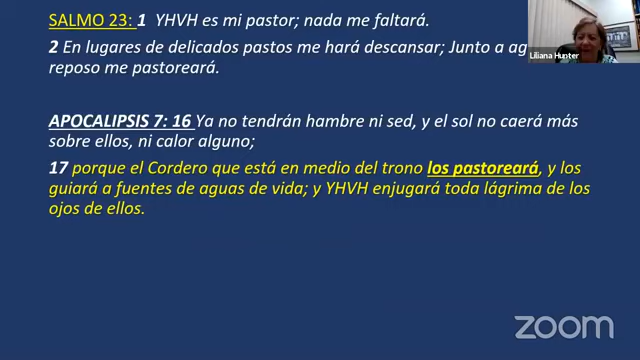 SALMO 23: 1 YHVH es mi pastor; nada me faltará.
2 En lugares de delicados pastos me hará descansar; Junto a
reposo me pastoreará.
APOCALIPSIS 7: 16 Ya no tendrán hambre ni sed, y el sol no caerá más
sobre ellos, ni calor alguno;
17 porque el Cordero que está en medio del trono los pastoreará, y los
guiará a fuentes de aguas de vida; y YHVH enjugará toda lágrima de los
ojos de ellos.
Liliana Hunter
zoom